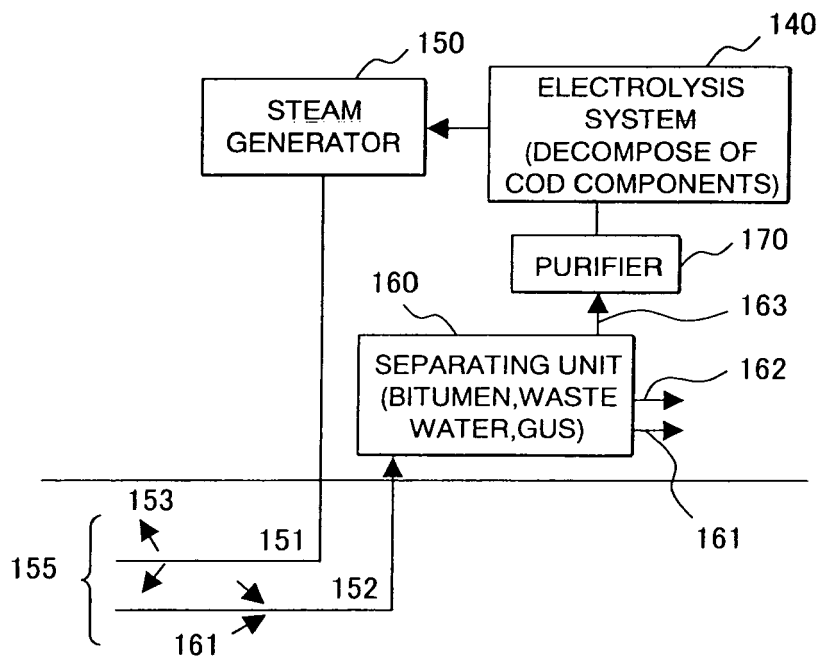 150
140
STEAM
GENERATOR
ELECTROLYSIS
SYSTEM
(DECOMPOSE OF
COD COMPONENTS)
170
PURIFIER
160
163
SEPARATING UNIT
(BITUMEN,WASTE
WATER,GUS)
162
153
151
161
155
152
161